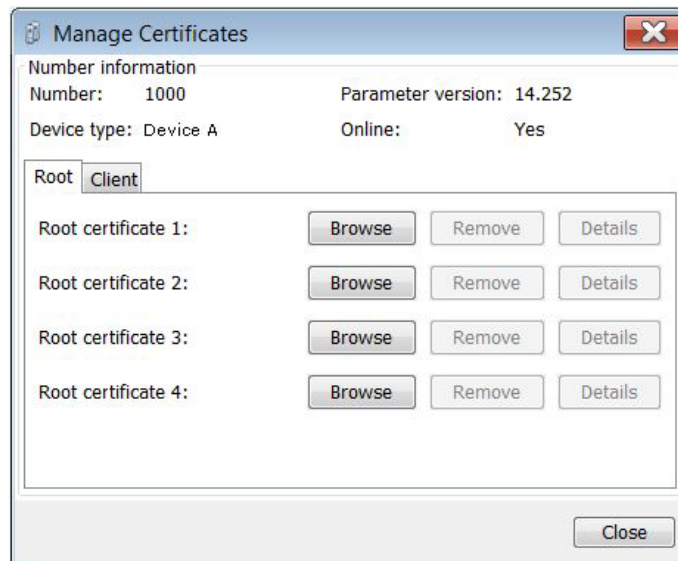 Manage Certificates
Number information
Number: 1000 Parameter version: 14.252
Device type: Device A Online: Yes
Root Client
Root certificate 1: Browse Remove Details
Root certificate 2: Browse Remove Details
Root certificate 3: Browse Remove Details
Root certificate 4: Browse Remove Details
Close